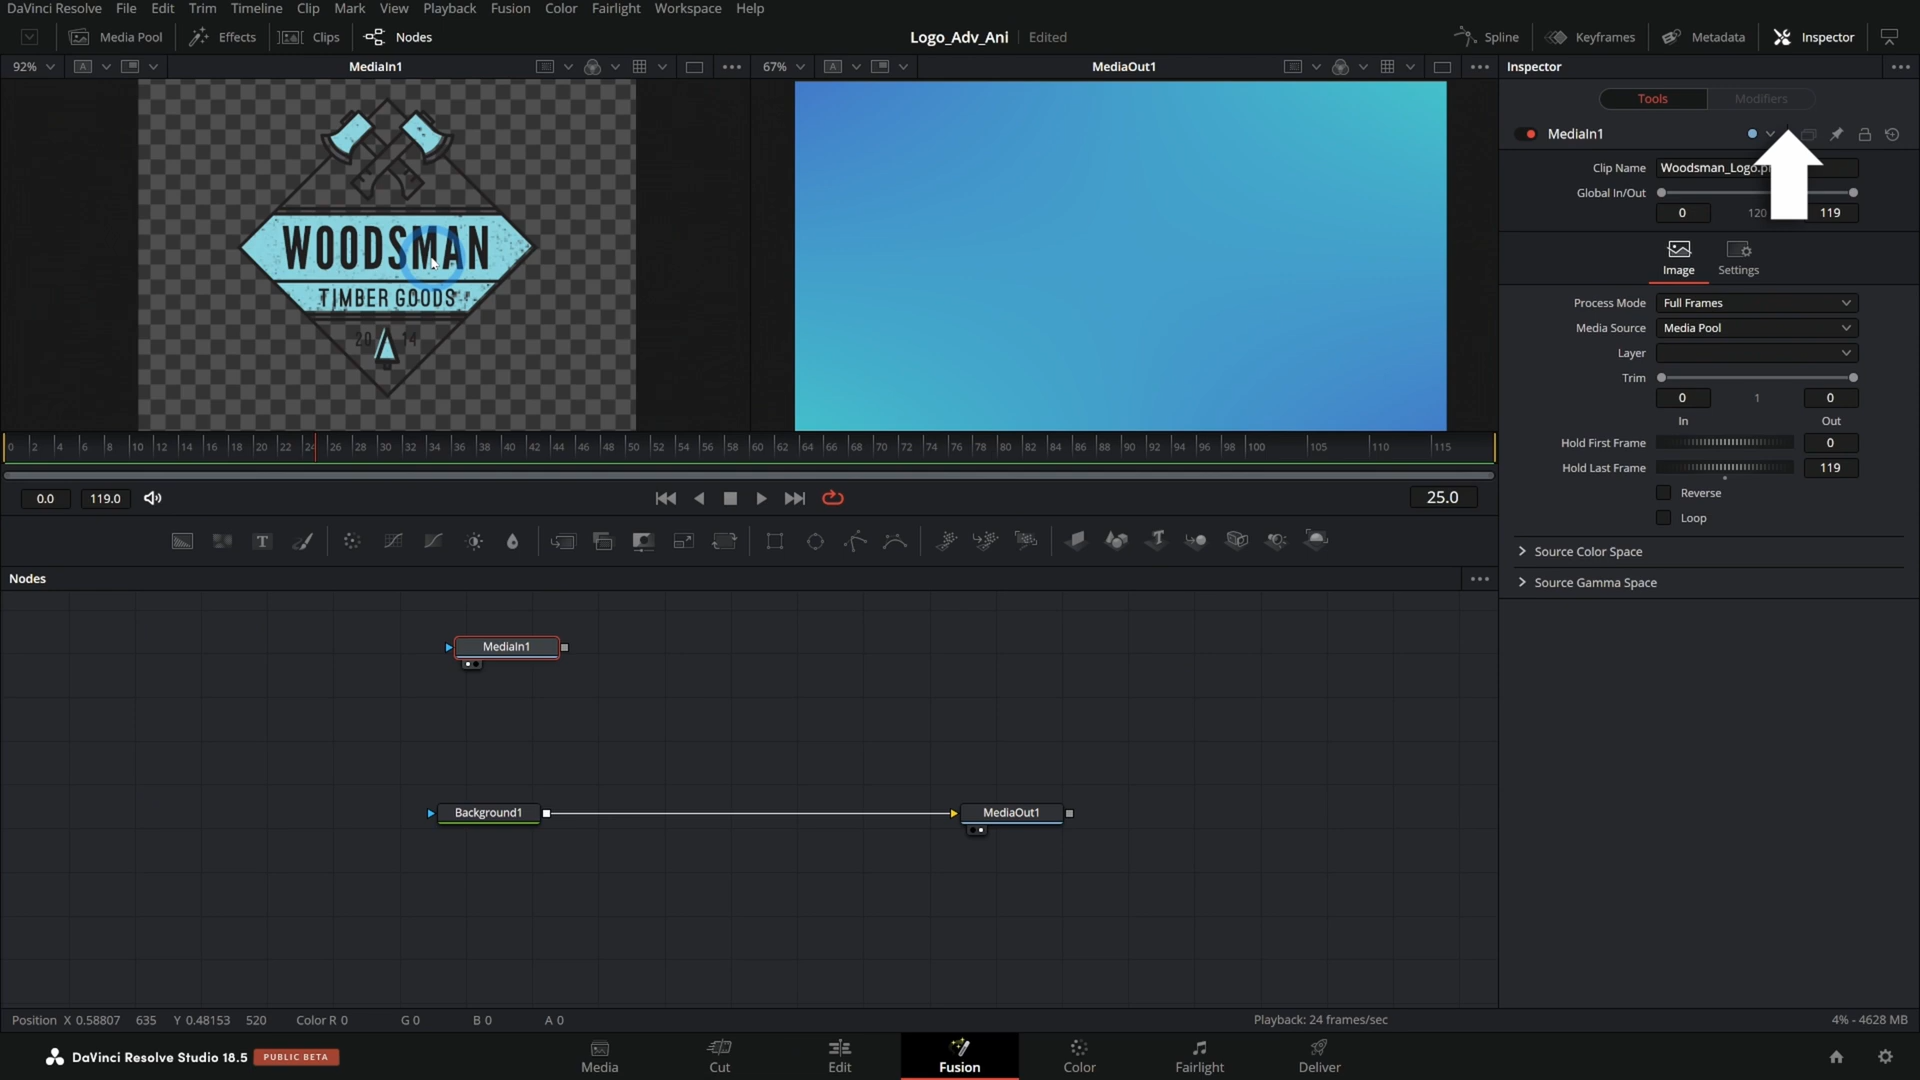 DaVinci Resolve File Edit Trim Timeline Clip Mark View Playback Fusion Color Fairlight Workspace Help
Media Pool Effects Clips Nodes Logo_Adv_Ani Edited Spline Keyframes Metadata Inspector
92% A MediaIn1 67% A MediaOut1 Inspector
Tools Modifiers
MediaIn1
Clip Name Woodsman_Logo.p
Global In/Out
0 120 119
Image Settings
Process Mode Full Frames
Media Source Media Pool
Layer
Trim
0 1 0
In Out
Hold First Frame 0
Hold Last Frame 119
Reverse
Loop
Source Color Space
Source Gamma Space
WOODSMAN
TIMBER GOODS
20 14
0 2 4 6 8 10 12 14 16 18 20 22 24 26 28 30 32 34 36 38 40 42 44 46 48 50 52 54 56 58 60 62 64 66 68 70 72 74 76 78 80 82 84 86 88 90 92 94 96 98 100 105 110 115
0.0 119.0 25.0
T T
Nodes
MediaIn1
Background1 MediaOut1
Position X 0.58807 635 Y 0.48153 520 Color R 0 G 0 B 0 A 0 Playback: 24 frames/sec 4% - 4628 MB
DaVinci Resolve Studio 18.5 PUBLIC BETA Media Cut Edit Fusion Color Fairlight Deliver